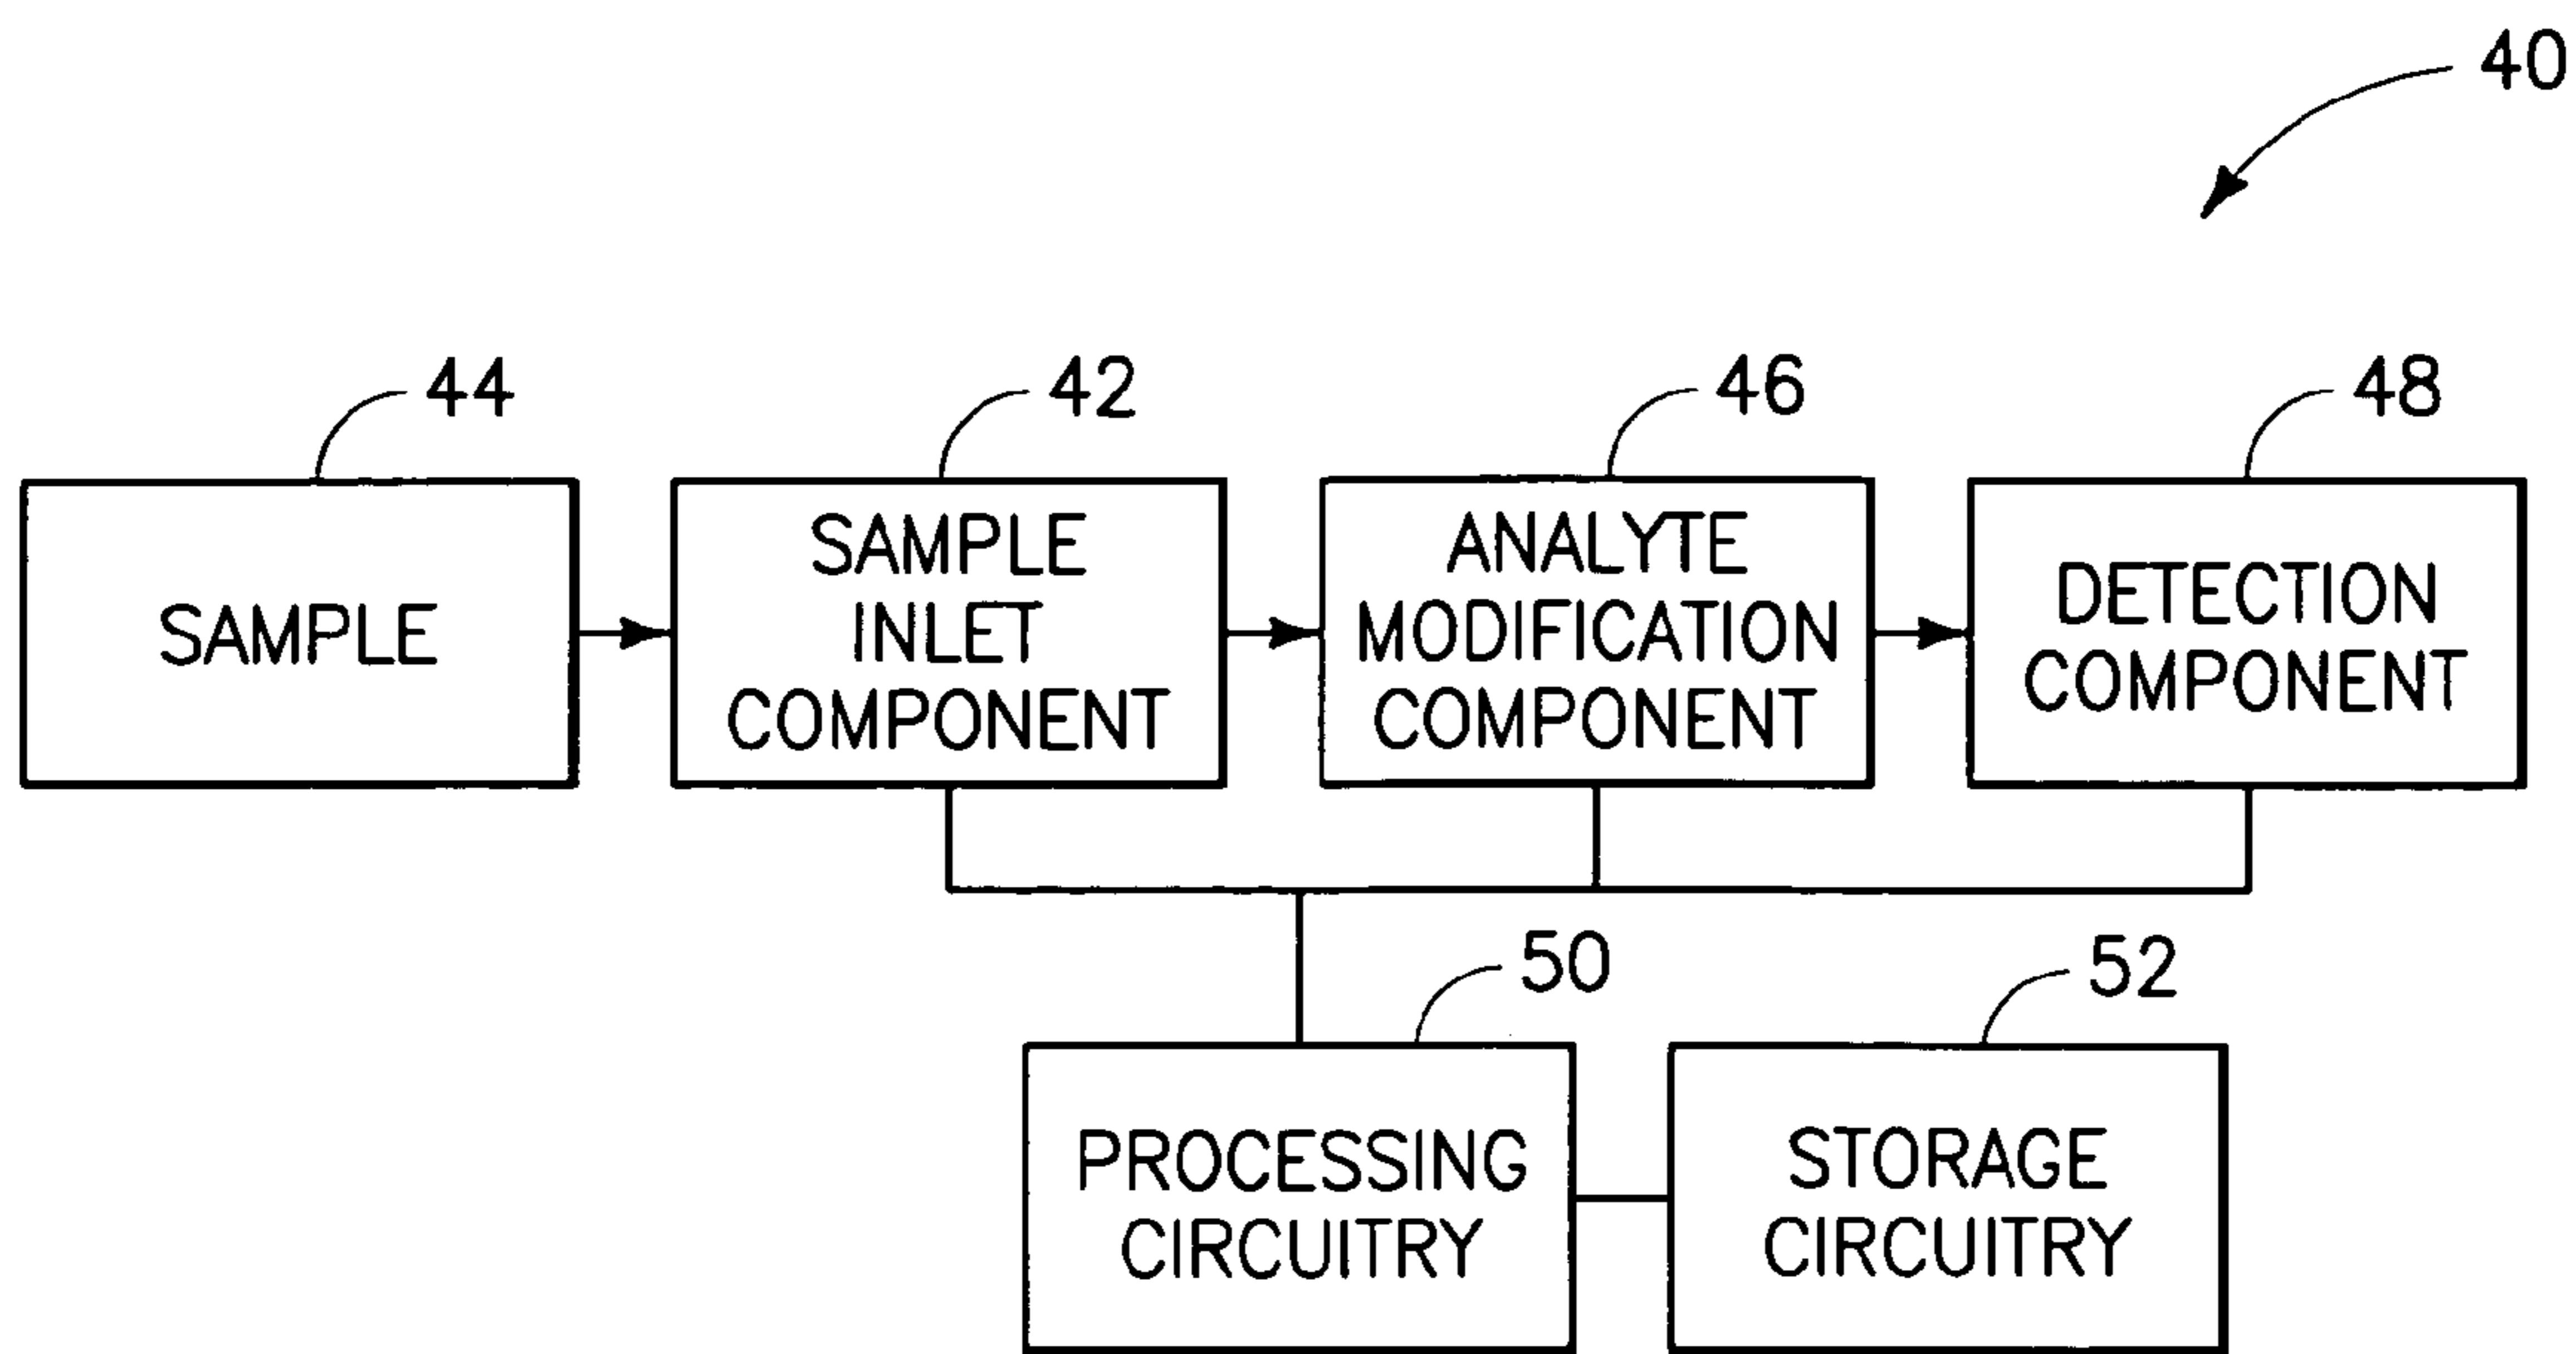 40
44
42
46
48
SAMPLE
SAMPLE
INLET
COMPONENT
ANALYTE
MODIFICATION
COMPONENT
DETECTION
COMPONENT
50
52
PROCESSING
CIRCUITRY
STORAGE
CIRCUITRY